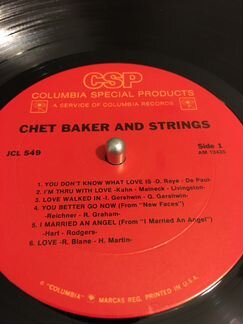 CSP
COLUMBIA SPECIAL PRODUCTS
A SERVICE OF COLUMBIA RECORDS
CHET BAKER AND STRINGS
JCL 549
Side 1
AM 13435
1. YOU DON'T KNOW WHAT LOVE IS -D. Raye - De Paul-
2. I'M THRU WITH LOVE -Kahn - Malneck - Livingston-
3. LOVE WALKED IN -I. Gershwin - G. Gershwin-
4. YOU BETTER GO NOW (From "New Faces")
-Reichner - R. Graham-
5. I MARRIED AN ANGEL (From "I Married An Angel")
-Hart - Rodgers-
6. LOVE -R. Blane - H. Martin-
® "COLUMBIA" MARCAS REG. PRINTED IN U.S.A.